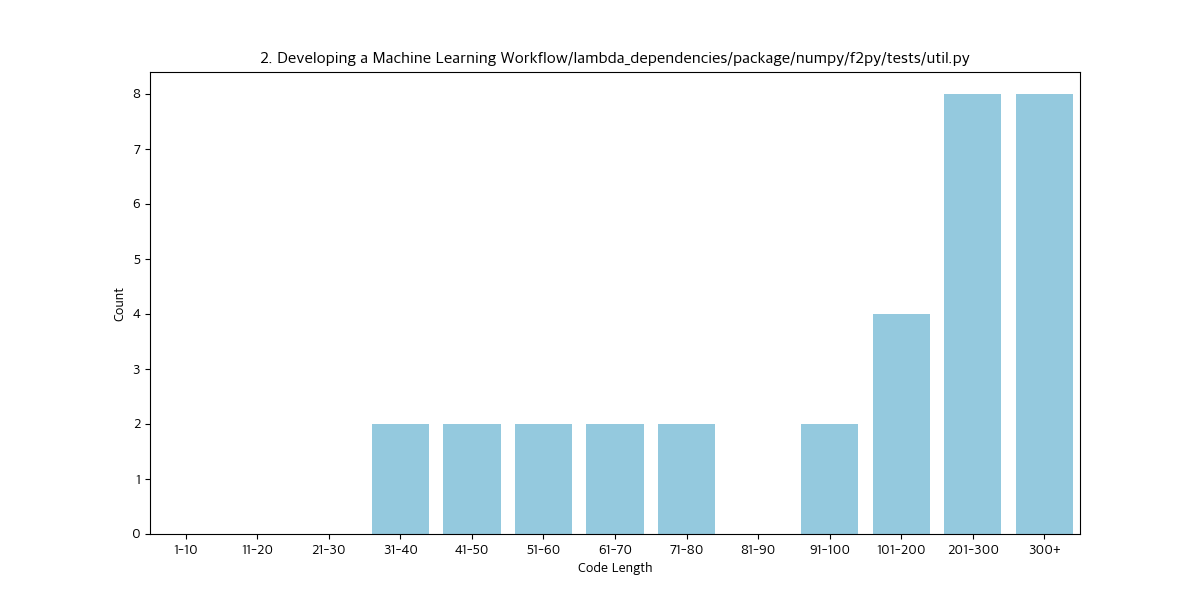 2. Developing a Machine Learning Workflow/lambda_dependencies/package/numpy/f2py/tests/util.py
8
7
6
5
4
3
2
1
0
Count
1-10 11-20 21-30 31-40 41-50 51-60 61-70 71-80 81-90 91-100 101-200 201-300 300+
Code Length